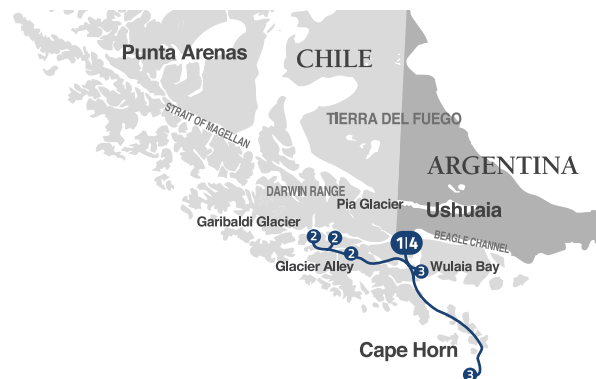 Punta Arenas
CHILE
STRAIT OF MAGELLAN
TIERRA DEL FUEGO
ARGENTINA
DARWIN RANGE
Pia Glacier
Garibaldi Glacier
Ushuaia
2
2
1|4
BEAGLE CHANNEL
2
Glacier Alley
3
Wulaia Bay
Cape Horn
3